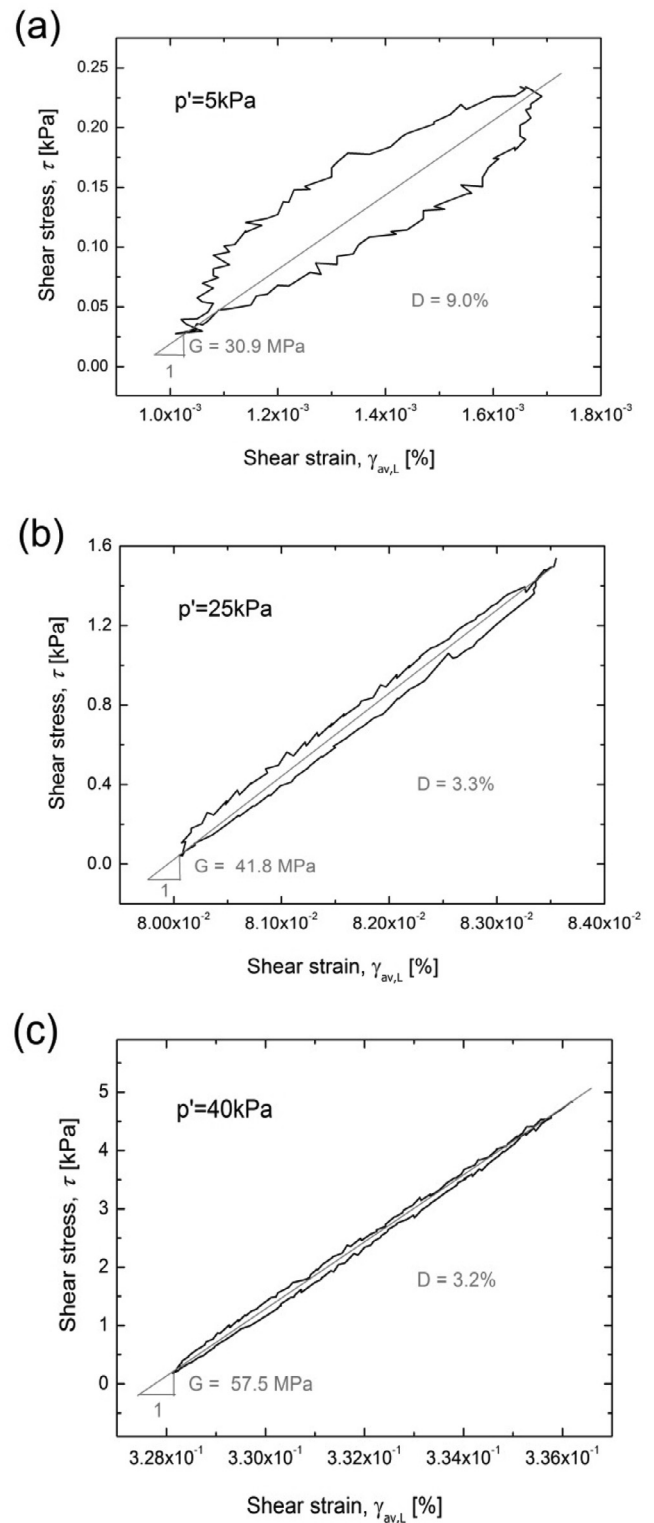 (a)
p'=5kPa
Shear stress, τ [kPa]
0.25
0.20
0.15
0.10
0.05
0.00
D = 9.0%
G = 30.9 MPa
1
1.0x10⁻³ 1.2x10⁻³ 1.4x10⁻³ 1.6x10⁻³ 1.8x10⁻³
Shear strain, γav,L [%]
(b)
p'=25kPa
Shear stress, τ [kPa]
1.6
1.2
0.8
0.4
0.0
D = 3.3%
G = 41.8 MPa
1
8.00x10⁻² 8.10x10⁻² 8.20x10⁻² 8.30x10⁻² 8.40x10⁻²
Shear strain, γav,L [%]
(c)
p'=40kPa
Shear stress, τ [kPa]
5
4
3
2
1
0
D = 3.2%
G = 57.5 MPa
1
3.28x10⁻¹ 3.30x10⁻¹ 3.32x10⁻¹ 3.34x10⁻¹ 3.36x10⁻¹
Shear strain, γav,L [%]